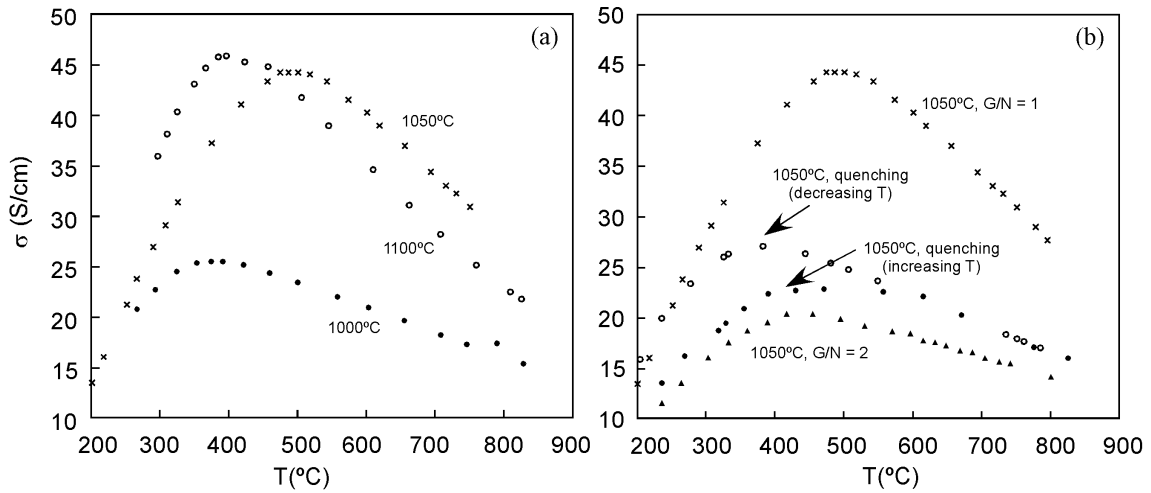 50
45
40
35
30
25
20
15
10
σ (S/cm)
200 300 400 500 600 700 800 900
T(ºC)
(a)
1050ºC
1100ºC
1000ºC
50
45
40
35
30
25
20
15
10
200 300 400 500 600 700 800 900
T(ºC)
(b)
1050ºC, G/N = 1
1050ºC, quenching
(decreasing T)
1050ºC, quenching
(increasing T)
1050ºC, G/N = 2